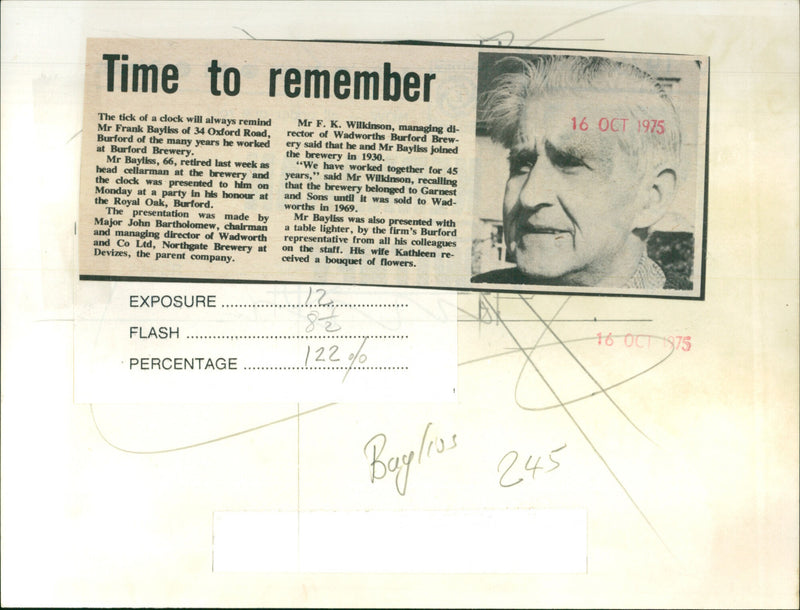 Time to remember
The tick of a clock will always remind
Mr Frank Bayliss of 34 Oxford Road,
Burford of the many years he worked
at Burford Brewery.
Mr Bayliss, 66, retired last week as
head cellarman at the brewery and
the clock was presented to him on
Monday at a party in his honour at
the Royal Oak, Burford.
The presentation was made by
Major John Bartholomew, chairman
and managing director of Wadworth
and Co Ltd, Northgate Brewery at
Devizes, the parent company.
Mr F. K. Wilkinson, managing di-
rector of Wadworths Burford Brew-
ery said that he and Mr Bayliss joined
the brewery in 1930.
"We have worked together for 45
years," said Mr Wilkinson, recalling
that the brewery belonged to Garnest
and Sons until it was sold to Wad-
worths in 1969.
Mr Bayliss was also presented with
a table lighter, by the firm's Burford
representative from all his colleagues
on the staff. His wife Kathleen re-
ceived a bouquet of flowers.
16 OCT 1975
EXPOSURE 12
FLASH 8½
PERCENTAGE 122%
16 OCT 1975
Baylius
245